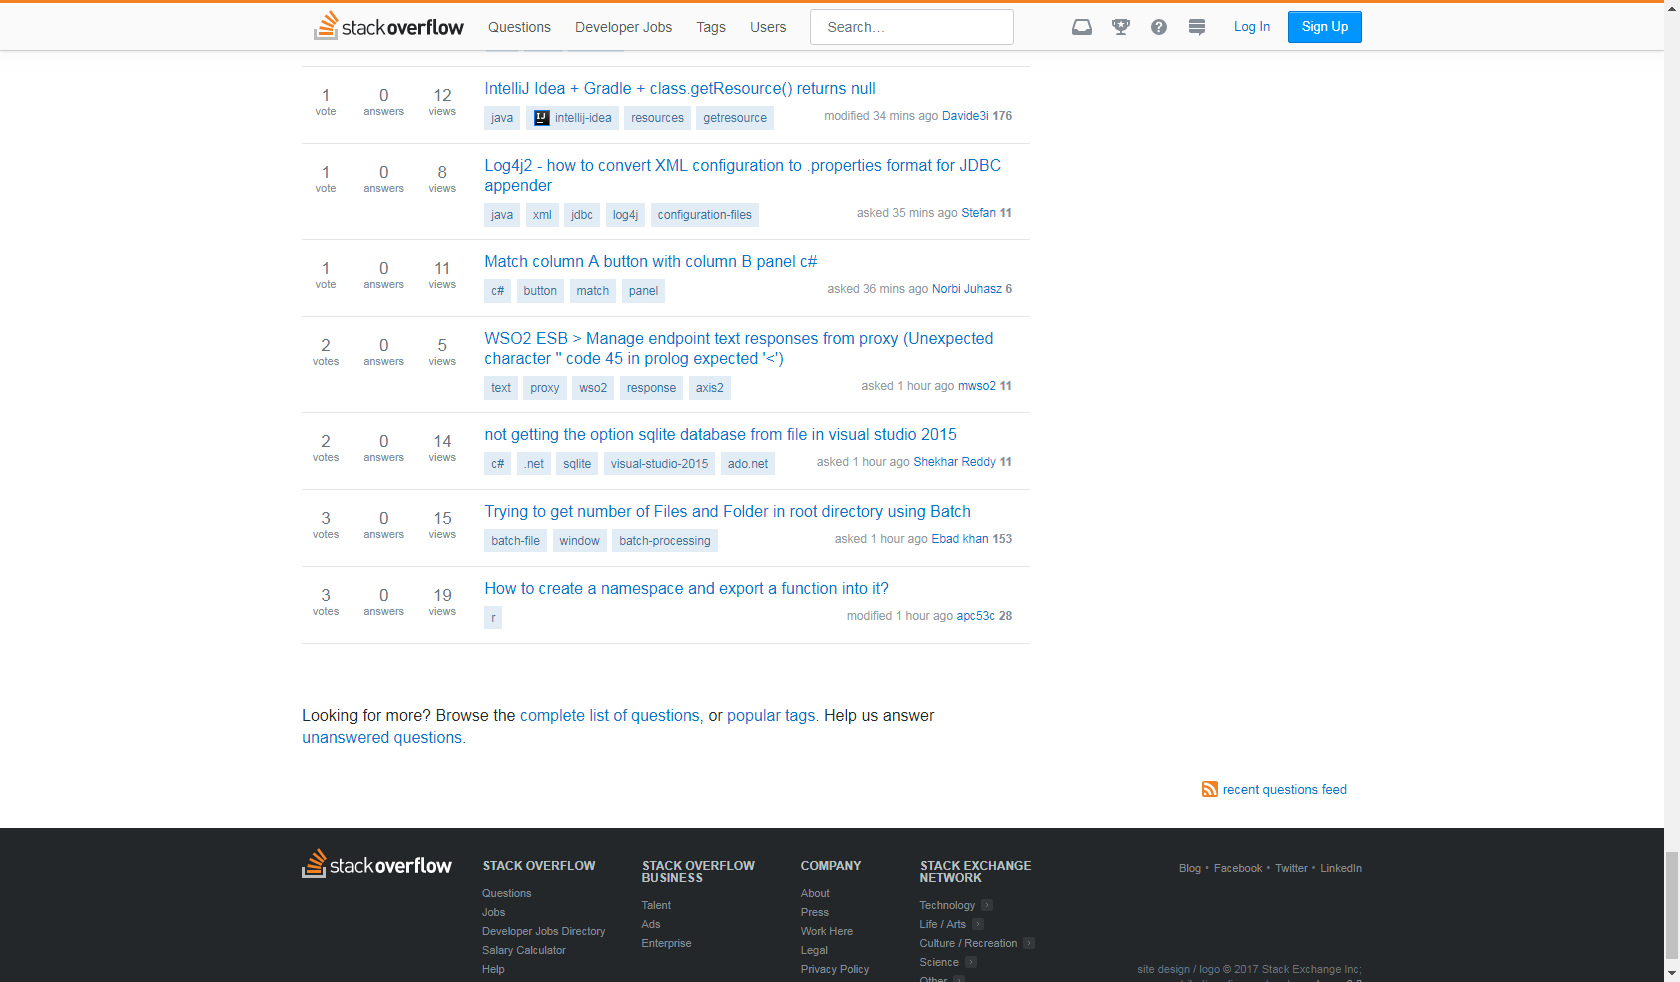 stackoverflow Questions Developer Jobs Tags Users Search... Log In Sign Up
1 0 12 IntelliJ Idea + Gradle + class.getResource() returns null
vote answers views java intellij-idea resources getresource modified 34 mins ago Davide3i 176
1 0 8 Log4j2 - how to convert XML configuration to .properties format for JDBC
vote answers views appender
java xml jdbc log4j configuration-files asked 35 mins ago Stefan 11
1 0 11 Match column A button with column B panel c#
vote answers views c# button match panel asked 36 mins ago Norbi Juhasz 6
2 0 5 WSO2 ESB > Manage endpoint text responses from proxy (Unexpected
votes answers views character '' code 45 in prolog expected '<')
text proxy wso2 response axis2 asked 1 hour ago mwso2 11
2 0 14 not getting the option sqlite database from file in visual studio 2015
votes answers views c# .net sqlite visual-studio-2015 ado.net asked 1 hour ago Shekhar Reddy 11
3 0 15 Trying to get number of Files and Folder in root directory using Batch
votes answers views batch-file window batch-processing asked 1 hour ago Ebad khan 153
3 0 19 How to create a namespace and export a function into it?
votes answers views r modified 1 hour ago apc53c 28
Looking for more? Browse the complete list of questions, or popular tags. Help us answer
unanswered questions.
recent questions feed
stackoverflow
STACK OVERFLOW
Questions
Jobs
Developer Jobs Directory
Salary Calculator
Help
STACK OVERFLOW
BUSINESS
Talent
Ads
Enterprise
COMPANY
About
Press
Work Here
Legal
Privacy Policy
STACK EXCHANGE
NETWORK
Technology
Life / Arts
Culture / Recreation
Science
Other
Blog • Facebook • Twitter • LinkedIn
site design / logo © 2017 Stack Exchange Inc;